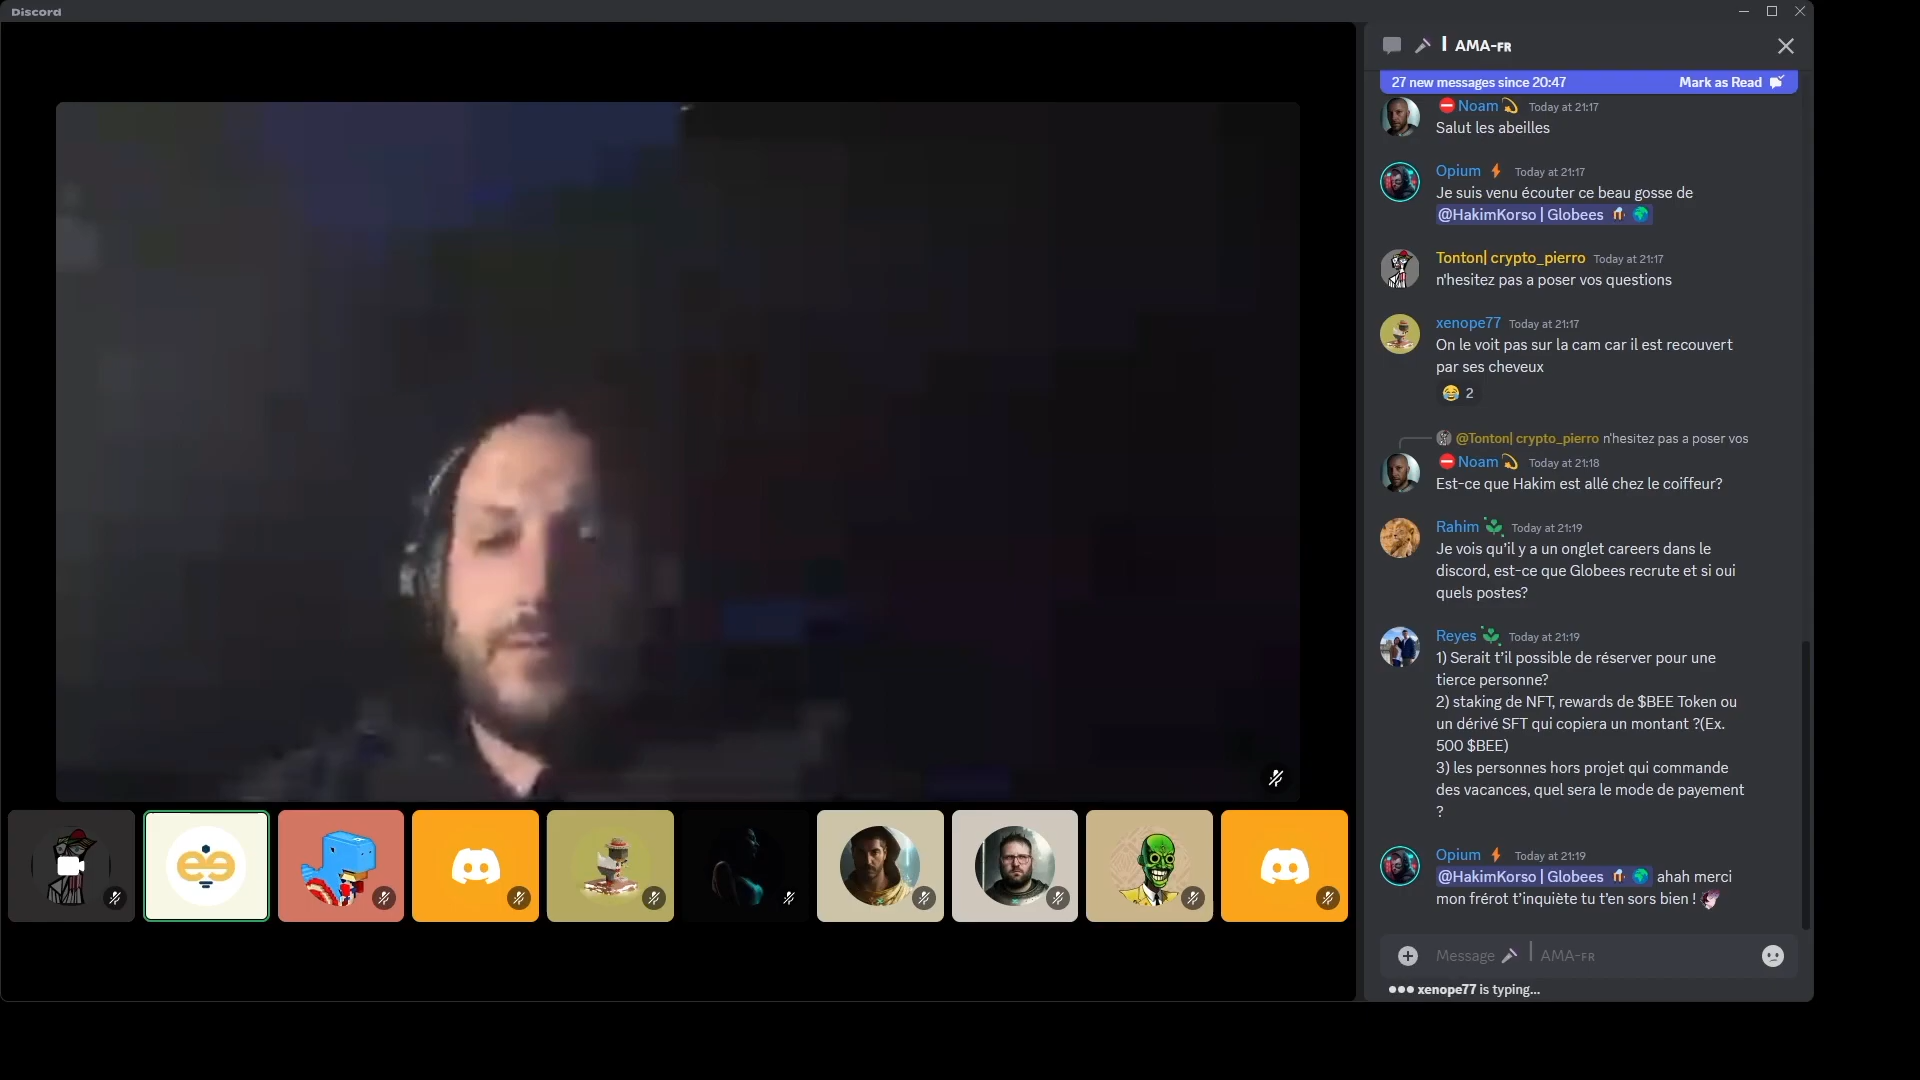 Discord
AMA-FR
27 new messages since 20:47 Mark as Read
Noam Today at 21:17
Salut les abeilles
Opium Today at 21:17
Je suis venu écouter ce beau gosse de
@HakimKorso | Globees
Tonton| crypto_pierro Today at 21:17
n'hesitez pas a poser vos questions
xenope77 Today at 21:17
On le voit pas sur la cam car il est recouvert
par ses cheveux
2
@Tonton| crypto_pierro n'hesitez pas a poser vos
Noam Today at 21:18
Est-ce que Hakim est allé chez le coiffeur?
Rahim Today at 21:19
Je vois qu'il y a un onglet careers dans le
discord, est-ce que Globees recrute et si oui
quels postes?
Reyes Today at 21:19
1) Serait t'il possible de réserver pour une
tierce personne?
2) staking de NFT, rewards de $BEE Token ou
un dérivé SFT qui copiera un montant ?(Ex.
500 $BEE)
3) les personnes hors projet qui commande
des vacances, quel sera le mode de payement
?
Opium Today at 21:19
@HakimKorso | Globees ahah merci
mon frérot t'inquiète tu t'en sors bien !
Message AMA-FR
xenope77 is typing...